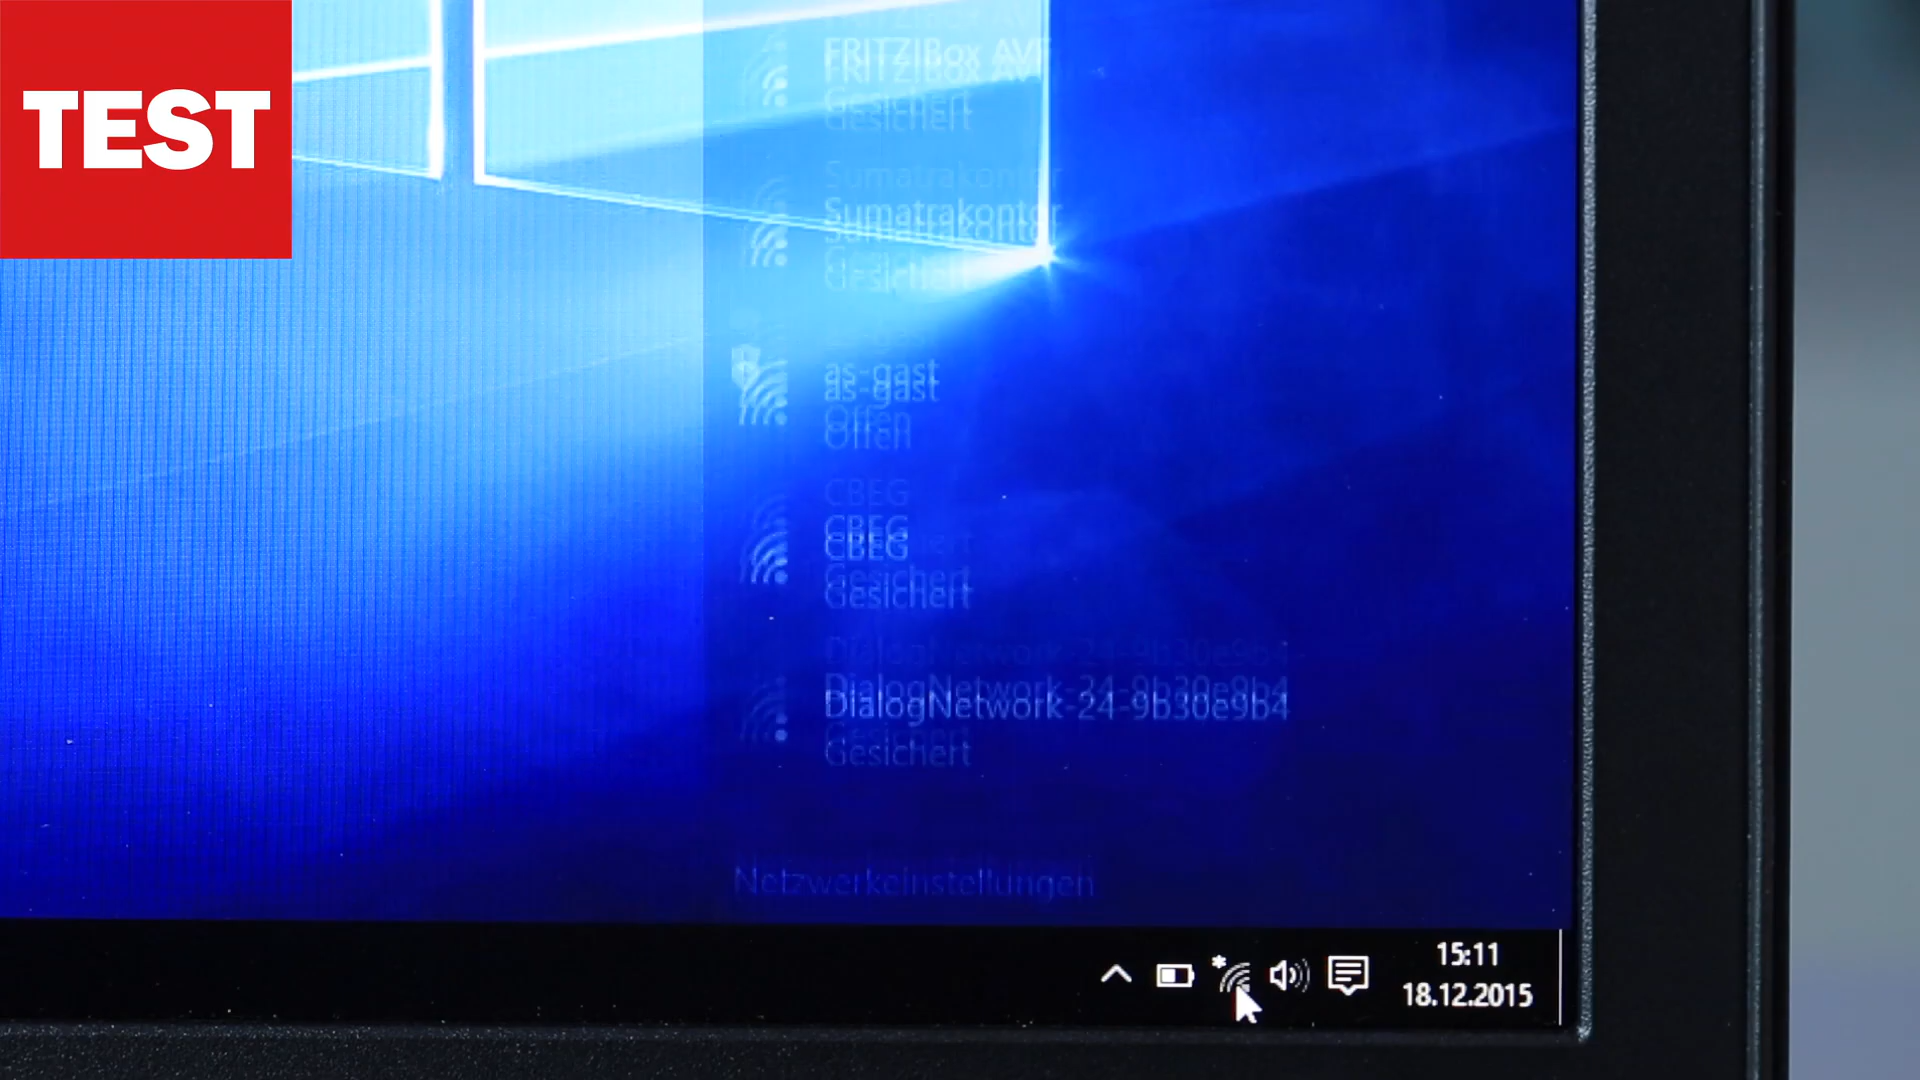 TEST
FRITZ!Box AVF
Gesichert
Sumatrakontor
Gesichert
as-gast
Offen
CBEG
Gesichert
DialogNetwork-24-9b30e9b4
Gesichert
Netzwerkeinstellungen
15:11
18.12.2015